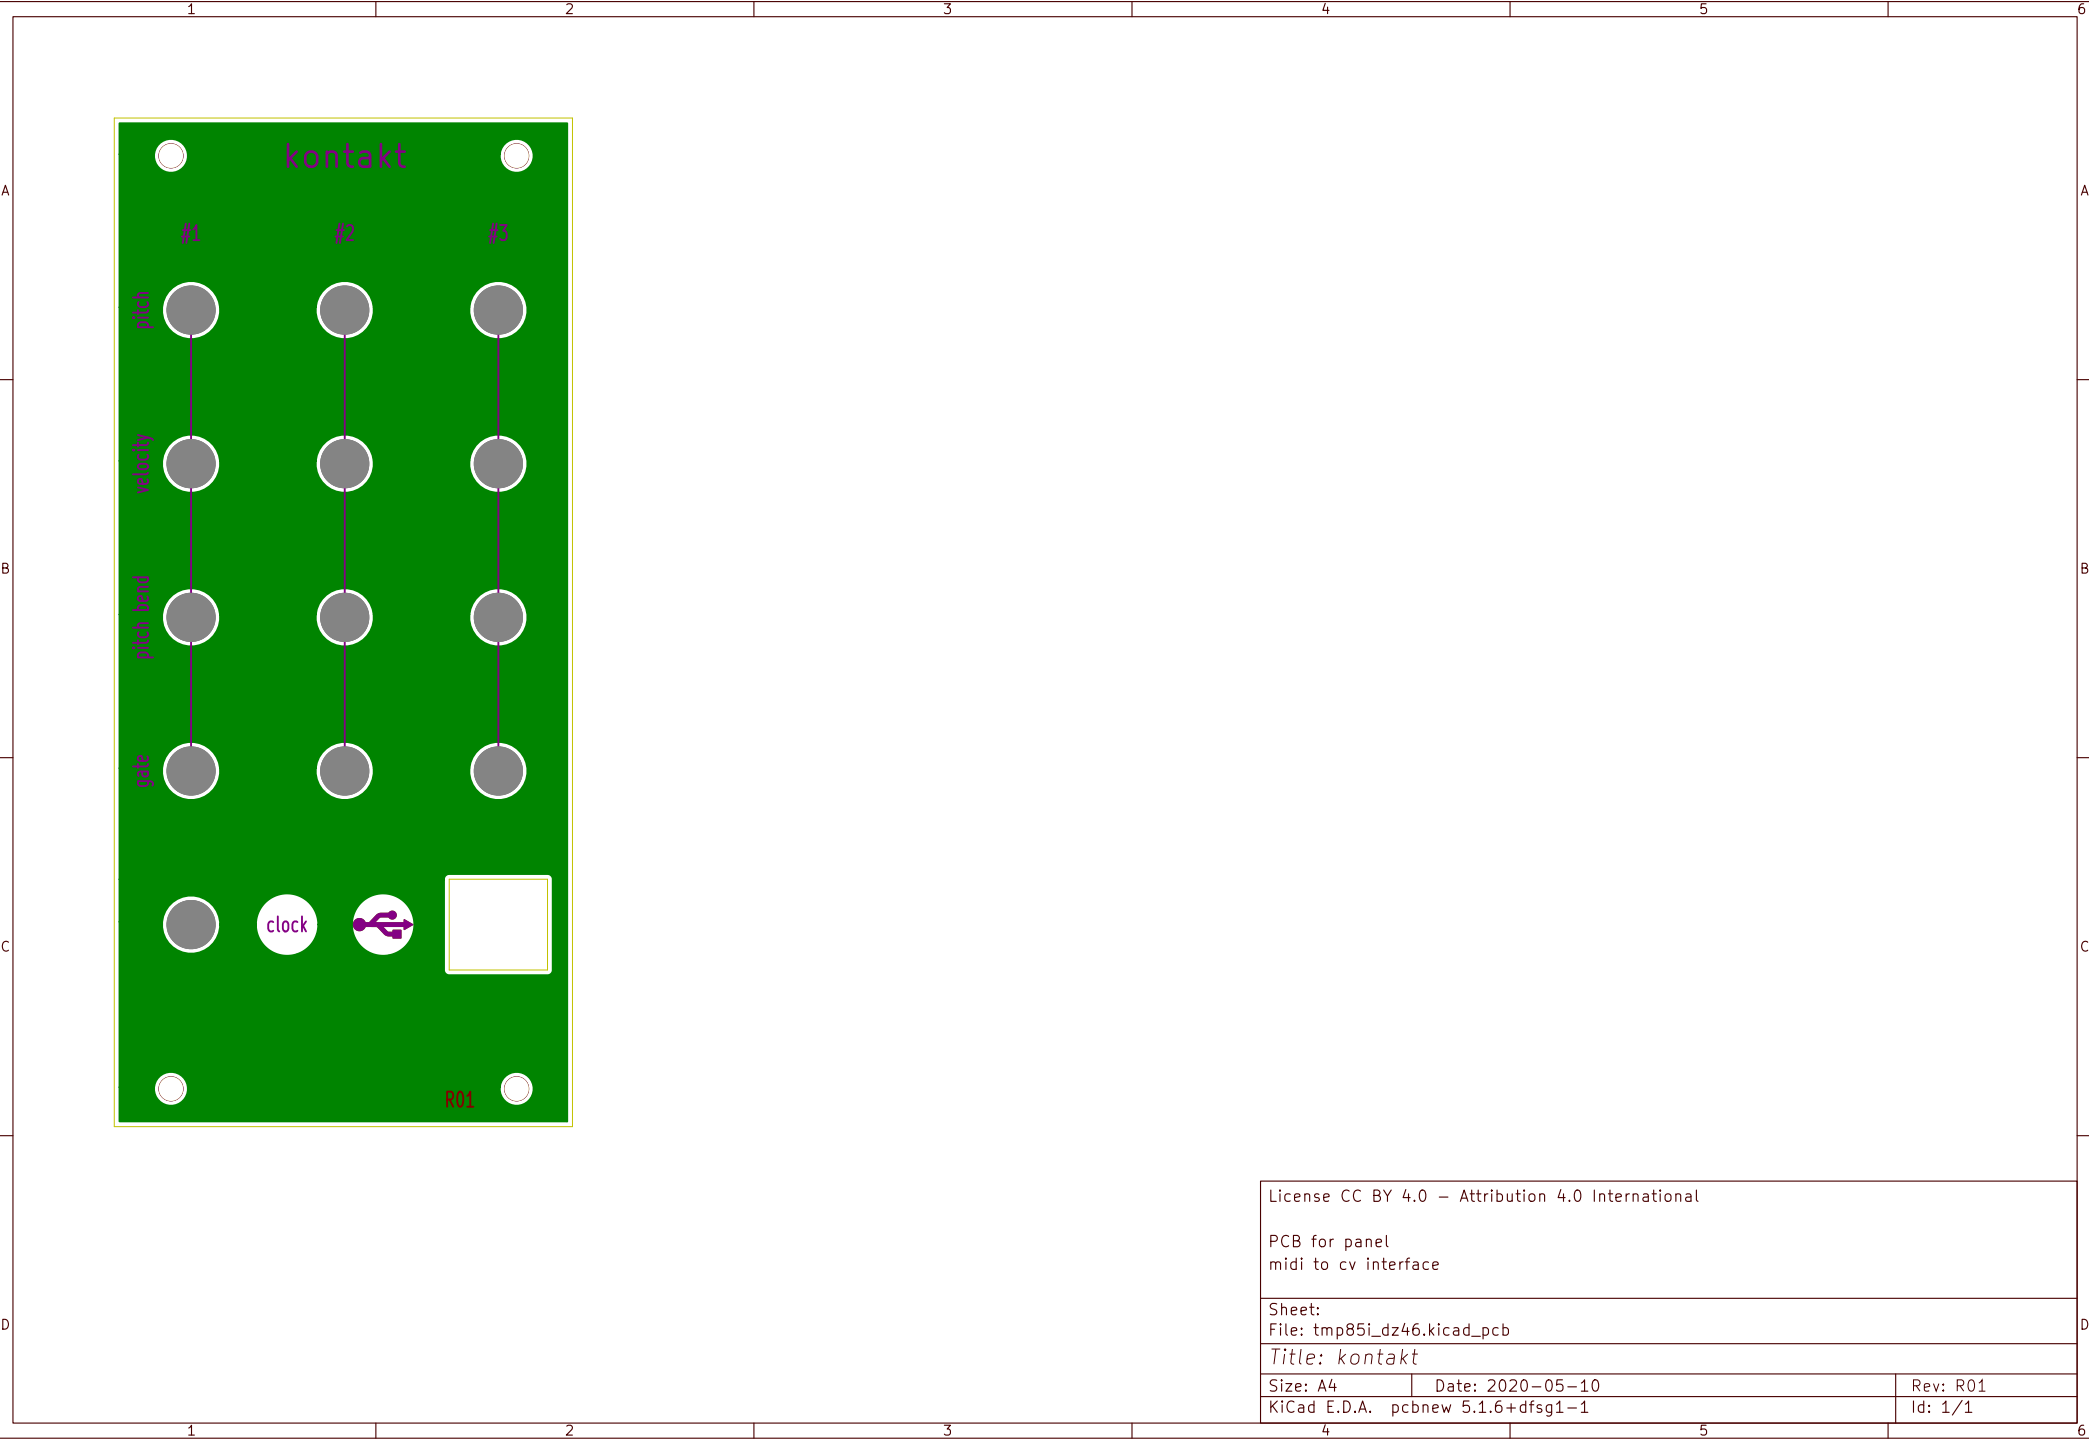 1 2 3 4 5 6
kontakt
A A
#1 #2 #3
pitch
velocity
B B
pitch bend
gate
clock
C C
R01
License CC BY 4.0 - Attribution 4.0 International
PCB for panel
midi to cv interface
Sheet:
D D
File: tmp85i_dz46.kicad_pcb
Title: kontakt
Size: A4 Date: 2020-05-10 Rev: R01
KiCad E.D.A. pcbnew 5.1.6+dfsg1-1 Id: 1/1
1 2 3 4 5 6